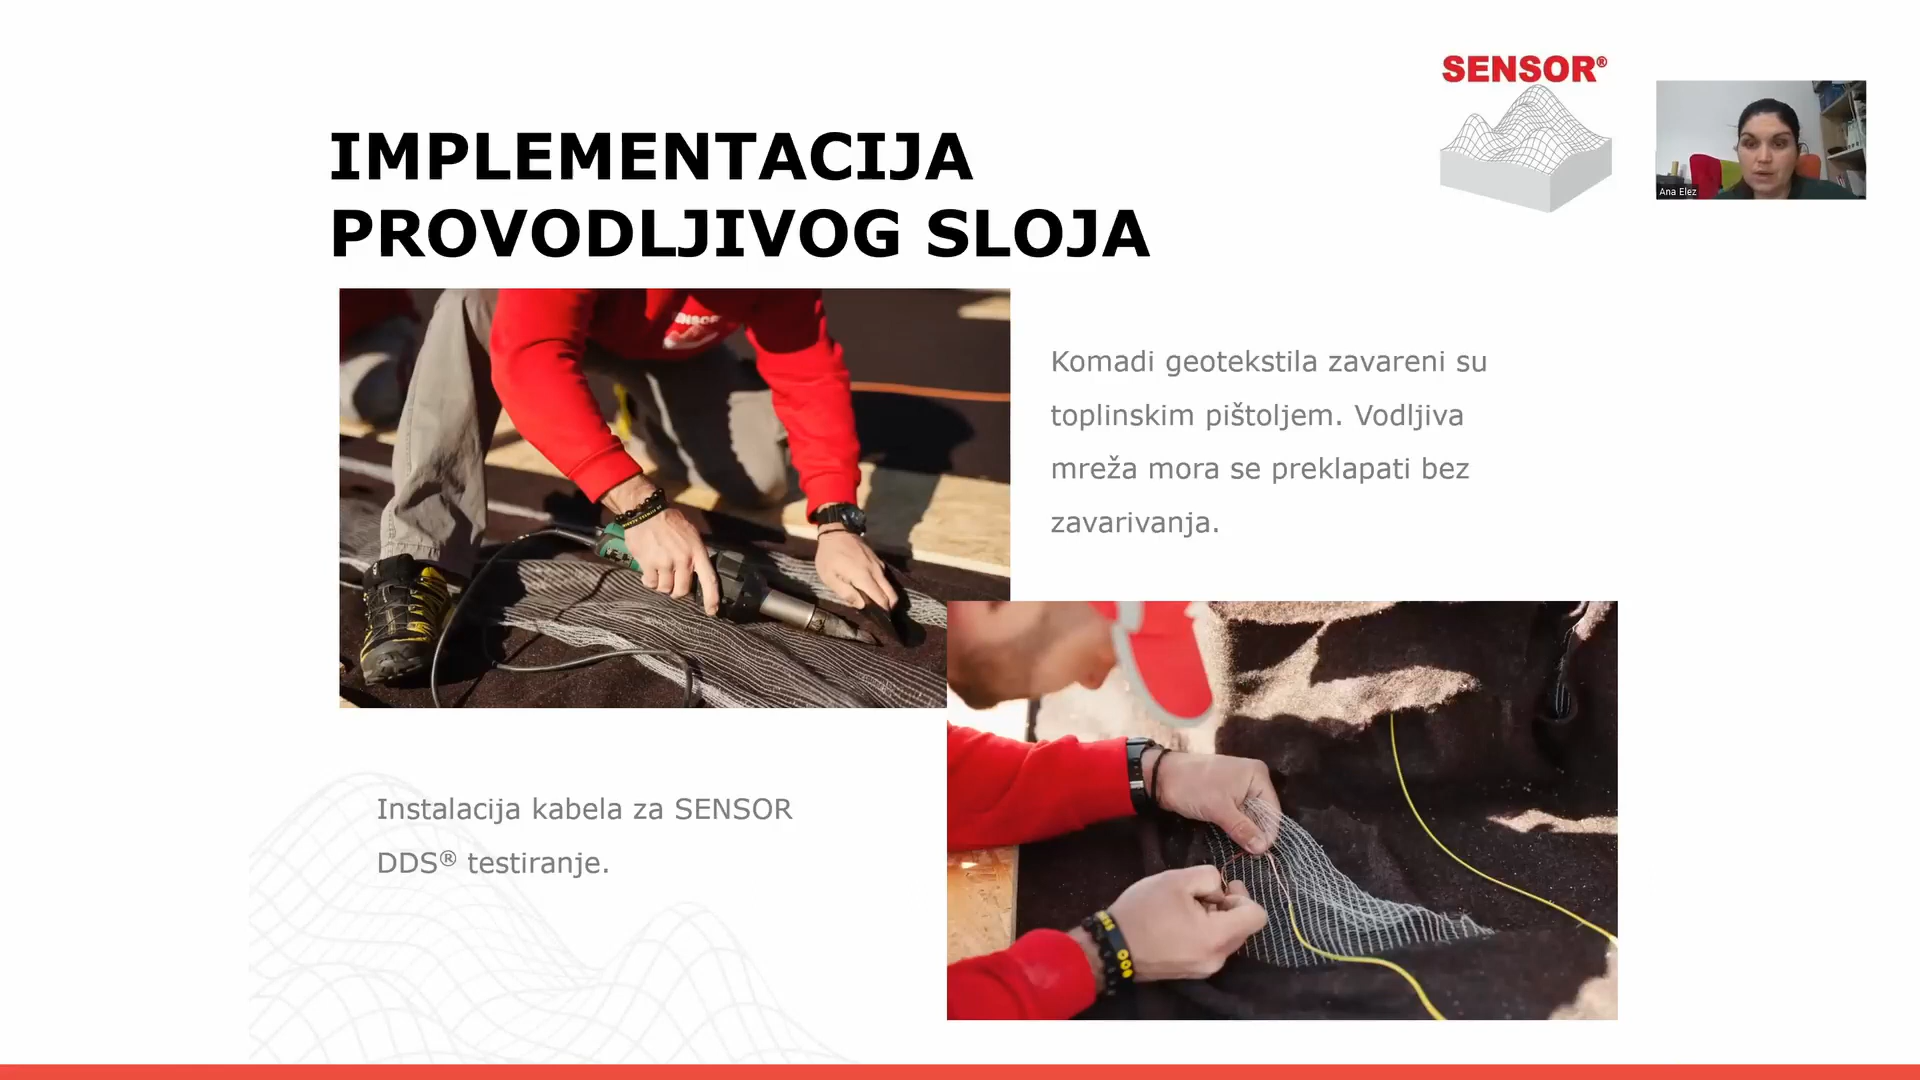 SENSOR®
Ana Elez
IMPLEMENTACIJA
PROVODLJIVOG SLOJA
Komadi geotekstila zavareni su
toplinskim pištoljem. Vodljiva
mreža mora se preklapati bez
zavarivanja.
Instalacija kabela za SENSOR
DDS® testiranje.